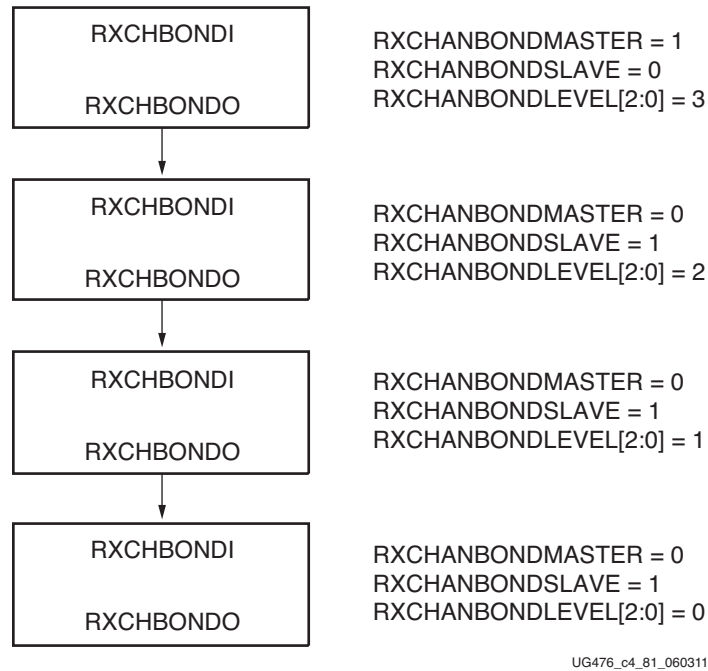 RXCHBONDI
RXCHBONDO
RXCHANBONDMASTER = 1
RXCHANBONDSLAVE = 0
RXCHANBONDLEVEL[2:0] = 3
RXCHBONDI
RXCHBONDO
RXCHANBONDMASTER = 0
RXCHANBONDSLAVE = 1
RXCHANBONDLEVEL[2:0] = 2
RXCHBONDI
RXCHBONDO
RXCHANBONDMASTER = 0
RXCHANBONDSLAVE = 1
RXCHANBONDLEVEL[2:0] = 1
RXCHBONDI
RXCHBONDO
RXCHANBONDMASTER = 0
RXCHANBONDSLAVE = 1
RXCHANBONDLEVEL[2:0] = 0
UG476_c4_81_060311